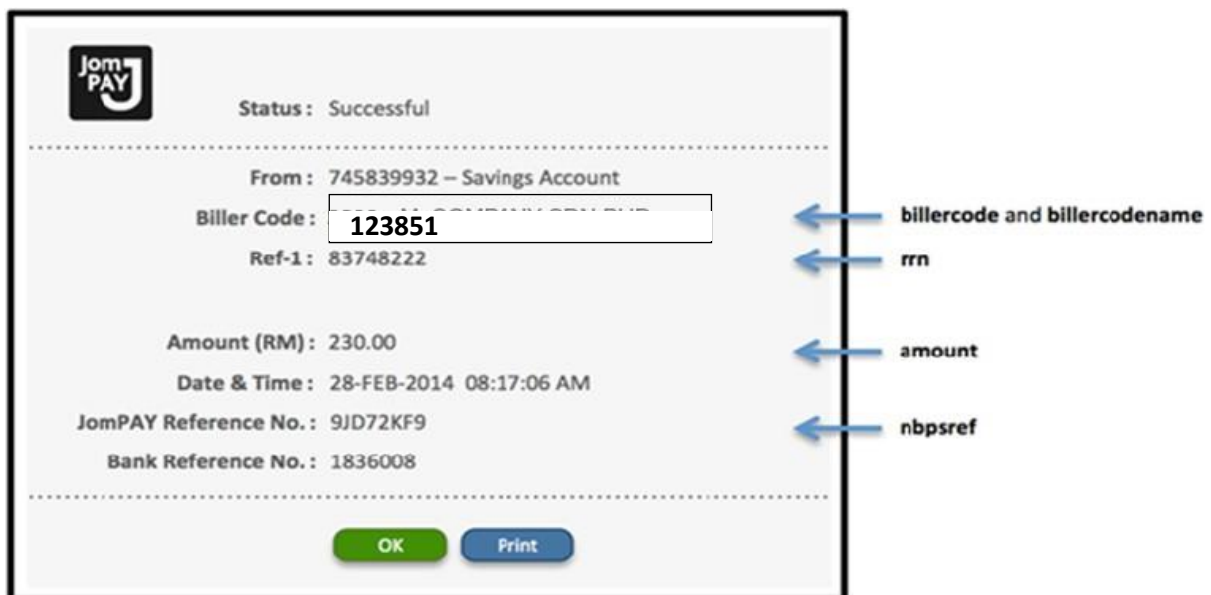 Jom
PAY
Status : Successful
From : 745839932 – Savings Account
Biller Code : 123851
billercode and billercodename
Ref-1 : 83748222
rrn
Amount (RM) : 230.00
amount
Date & Time : 28-FEB-2014 08:17:06 AM
JomPAY Reference No. : 9JD72KF9
nbpsref
Bank Reference No. : 1836008
OK
Print